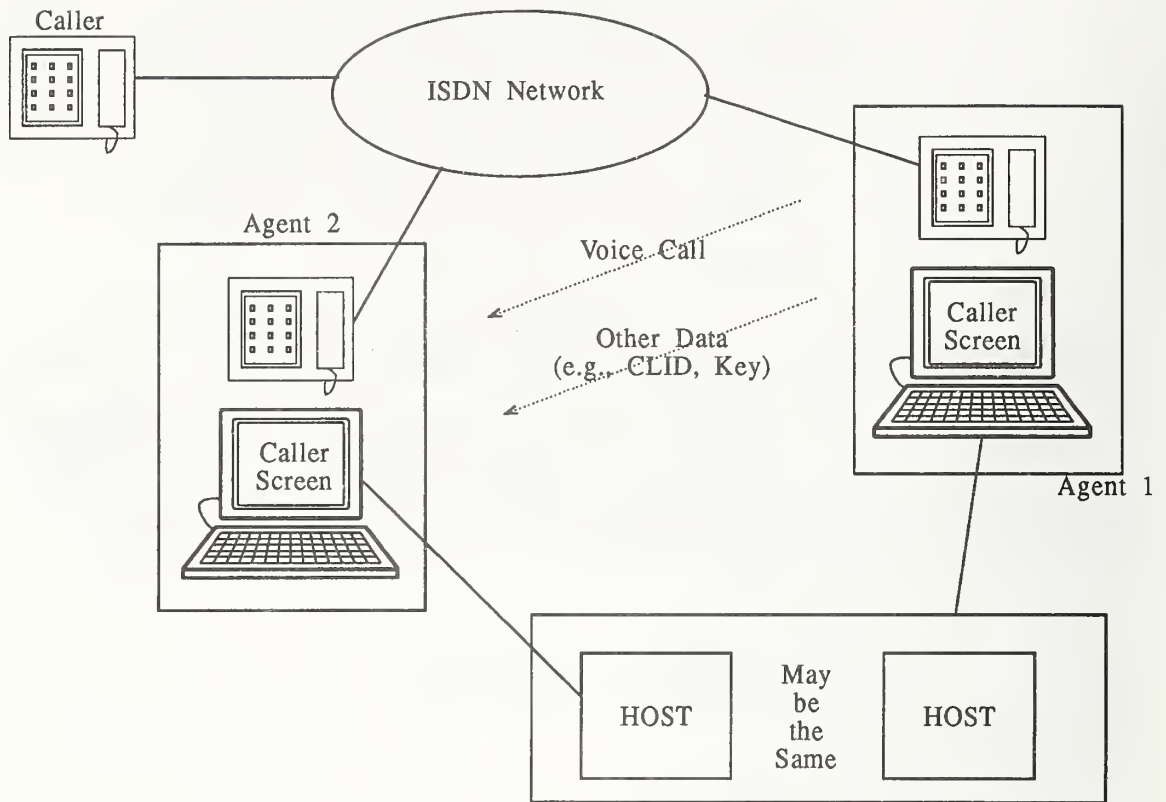 Caller
ISDN Network
Agent 2
Voice Call
Other Data
(e.g., CLID, Key)
Caller
Screen
Agent 1
Caller
Screen
HOST
May
be
the
Same
HOST